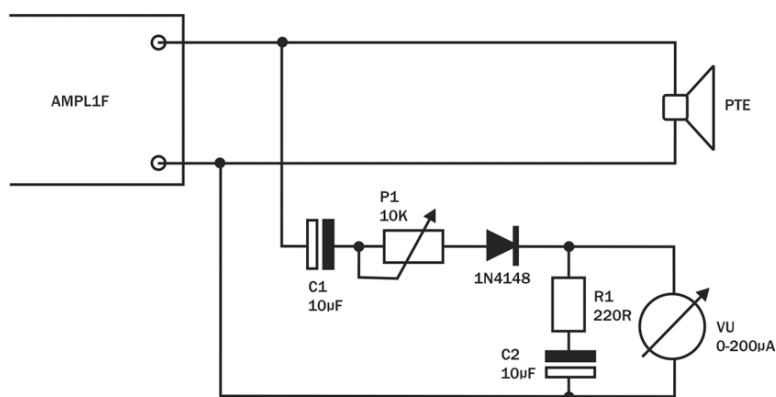 AMPL1F
PTE
P1
10K
C1
10µF
1N4148
R1
220R
C2
10µF
VU
0-200µA